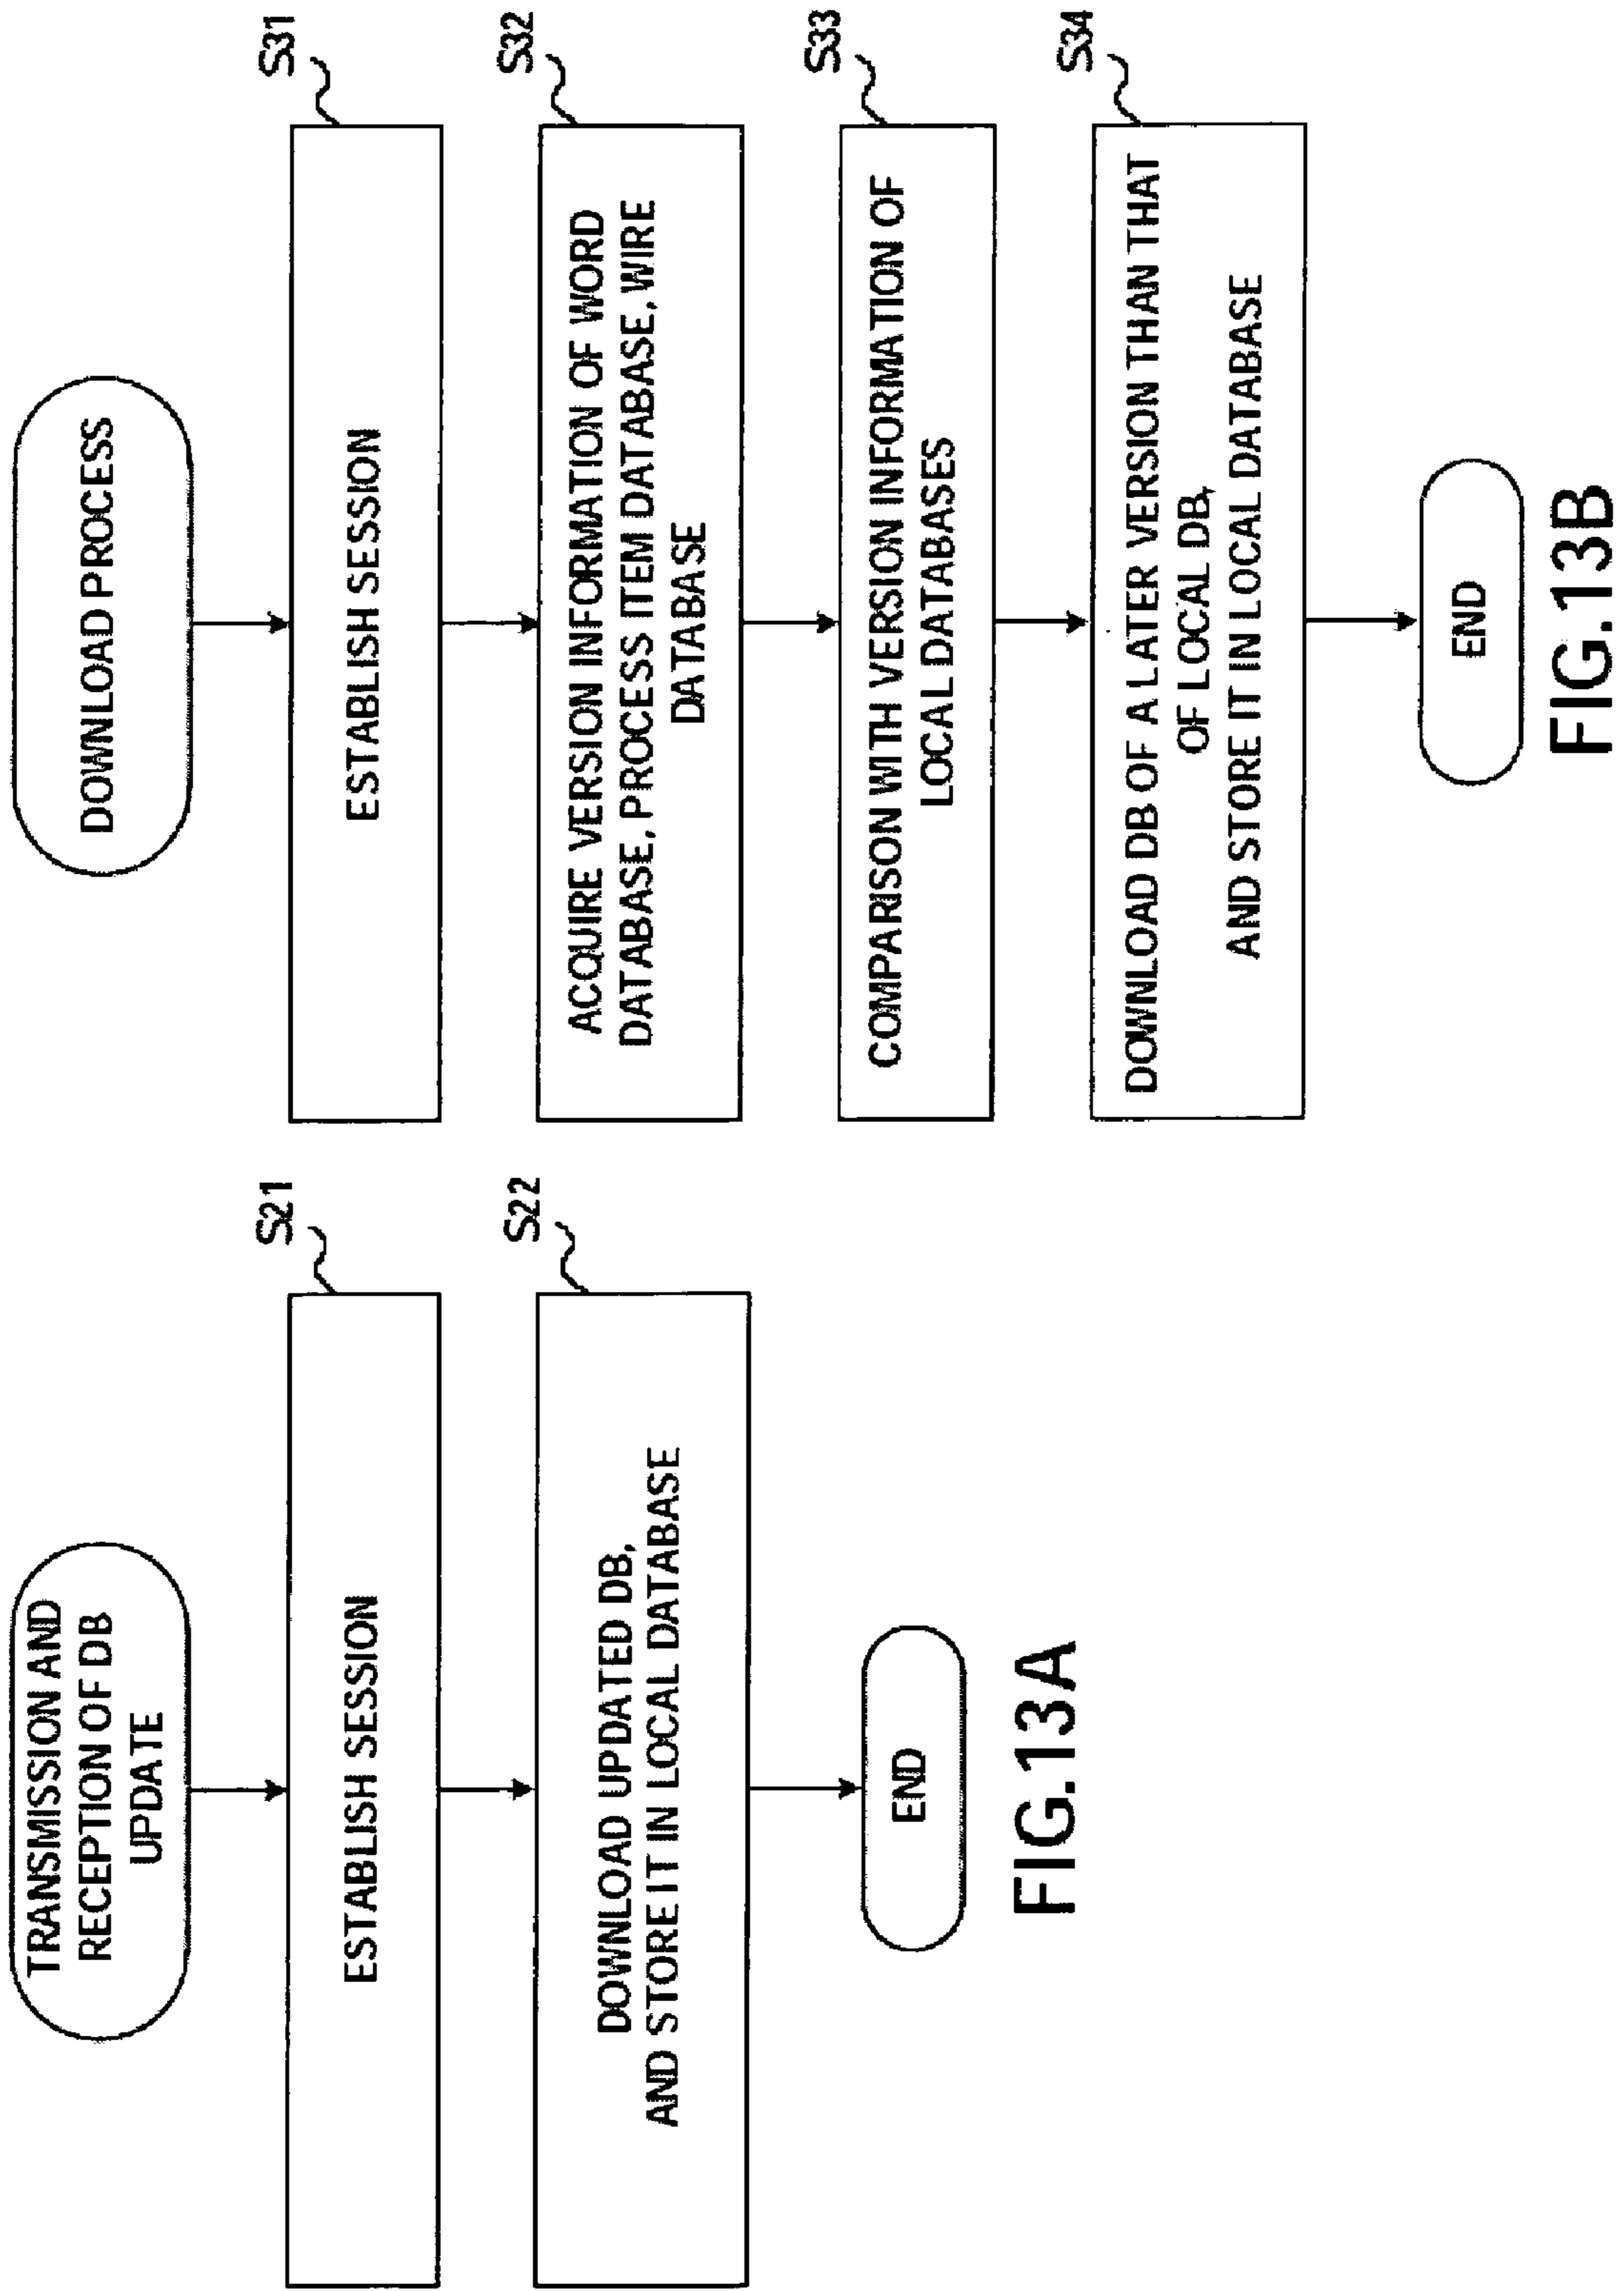 TRANSMISSION AND
RECEPTION OF DB
UPDATE
S21
ESTABLISH SESSION
S22
DOWNLOAD UPDATED DB,
AND STORE IT IN LOCAL DATABASE
END
FIG.13A
DOWNLOAD PROCESS
S31
ESTABLISH SESSION
S32
ACQUIRE VERSION INFORMATION OF WORD
DATABASE, PROCESS ITEM DATABASE, WIRE
DATABASE
S33
COMPARISON WITH VERSION INFORMATION OF
LOCAL DATABASES
S34
DOWNLOAD DB OF A LATER VERSION THAN THAT
OF LOCAL DB,
AND STORE IT IN LOCAL DATABASE
END
FIG.13B